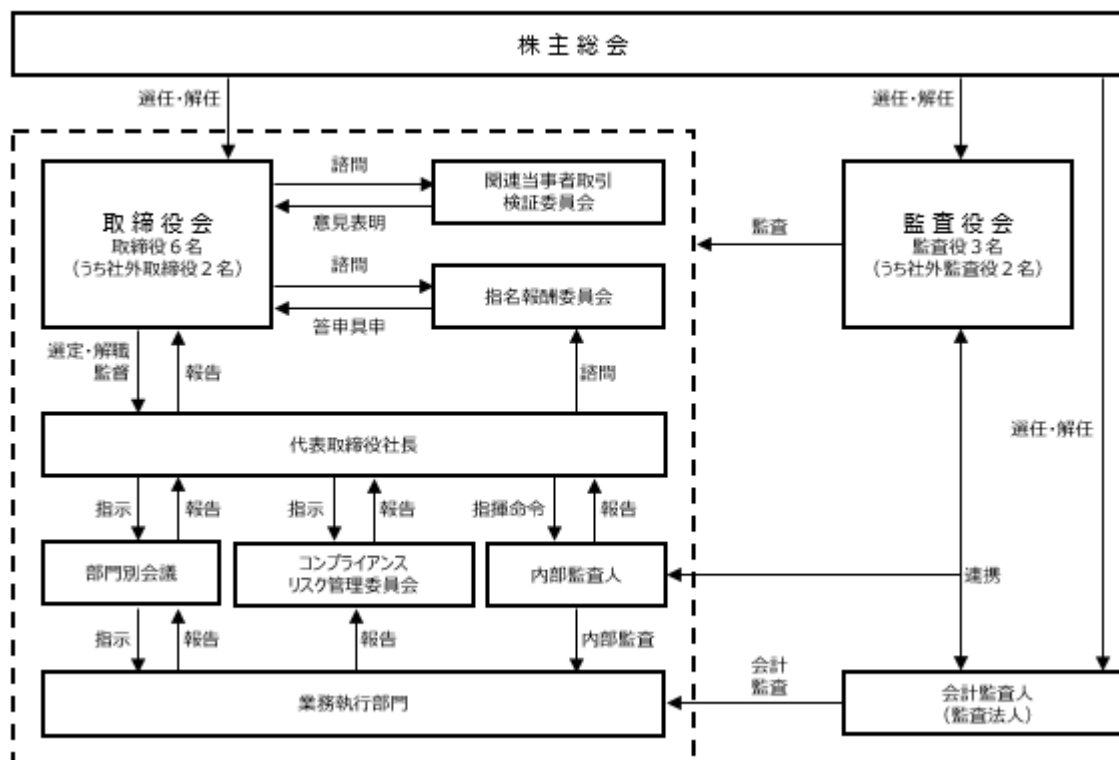 株主総会
選任・解任
選任・解任
諮問
関連当事者取引
検証委員会
取締役会
取締役6名
（うち社外取締役2名）
意見表明
監査
監査役会
監査役3名
（うち社外監査役2名）
諮問
指名報酬委員会
答申具申
選定・解職
監督
報告
諮問
選任・解任
代表取締役社長
指示
報告
指示
報告
指揮命令
報告
部門別会議
コンプライアンス
リスク管理委員会
内部監査人
連携
指示
報告
報告
内部監査
会計
監査
業務執行部門
会計監査人
（監査法人）